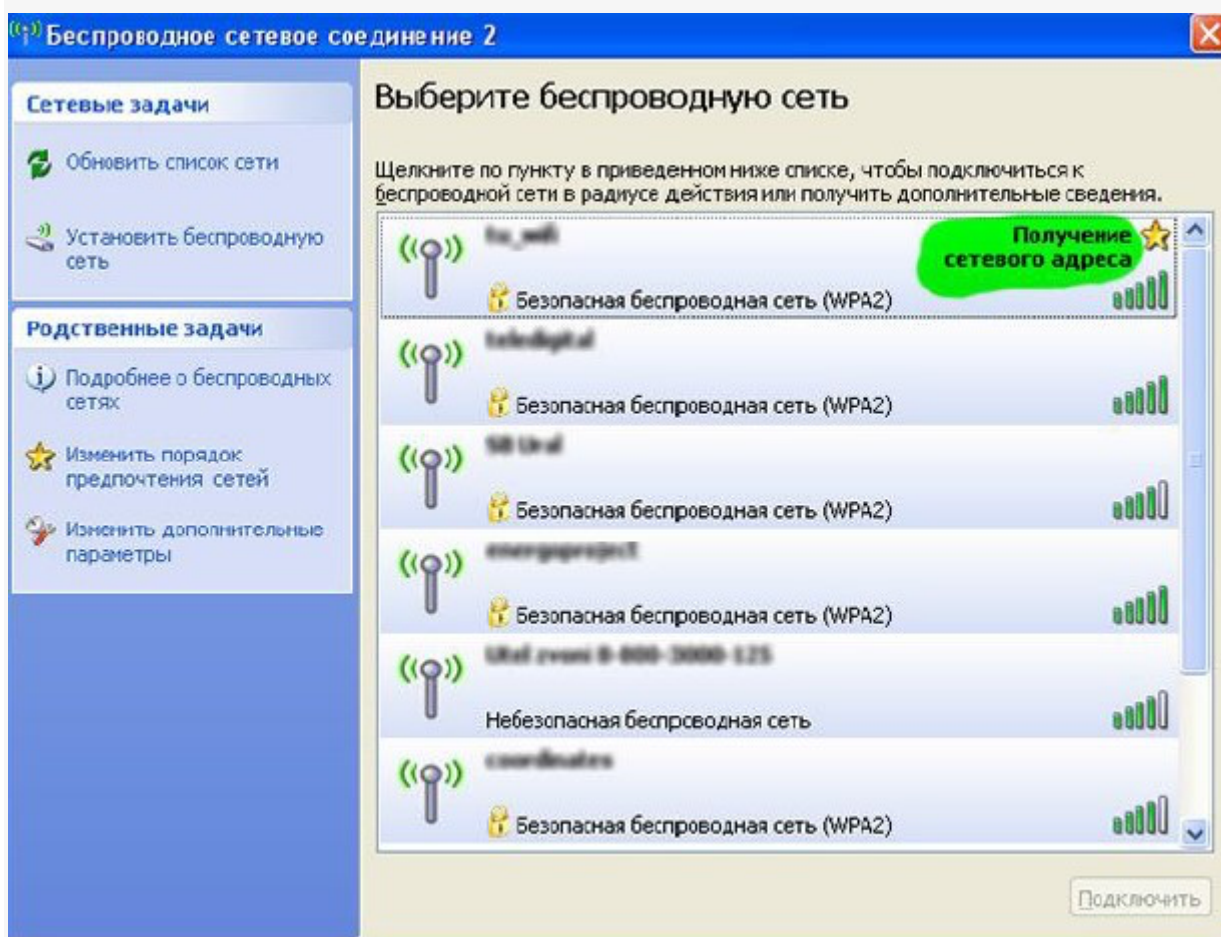 Беспроводное сетевое соединение 2
Сетевые задачи
Обновить список сети
Установить беспроводную
сеть
Родственные задачи
Подробнее о беспроводных
сетях
Изменить порядок
предпочтения сетей
Изменить дополнительные
параметры
Выберите беспроводную сеть
Щелкните по пункту в приведенном ниже списке, чтобы подключиться к
беспроводной сети в радиусе действия или получить дополнительные сведения.
Получение
сетевого адреса
Безопасная беспроводная сеть (WPA2)
teledigital
Безопасная беспроводная сеть (WPA2)
Безопасная беспроводная сеть (WPA2)
energoproject
Безопасная беспроводная сеть (WPA2)
Небезопасная беспроводная сеть
coordinates
Безопасная беспроводная сеть (WPA2)
Подключить